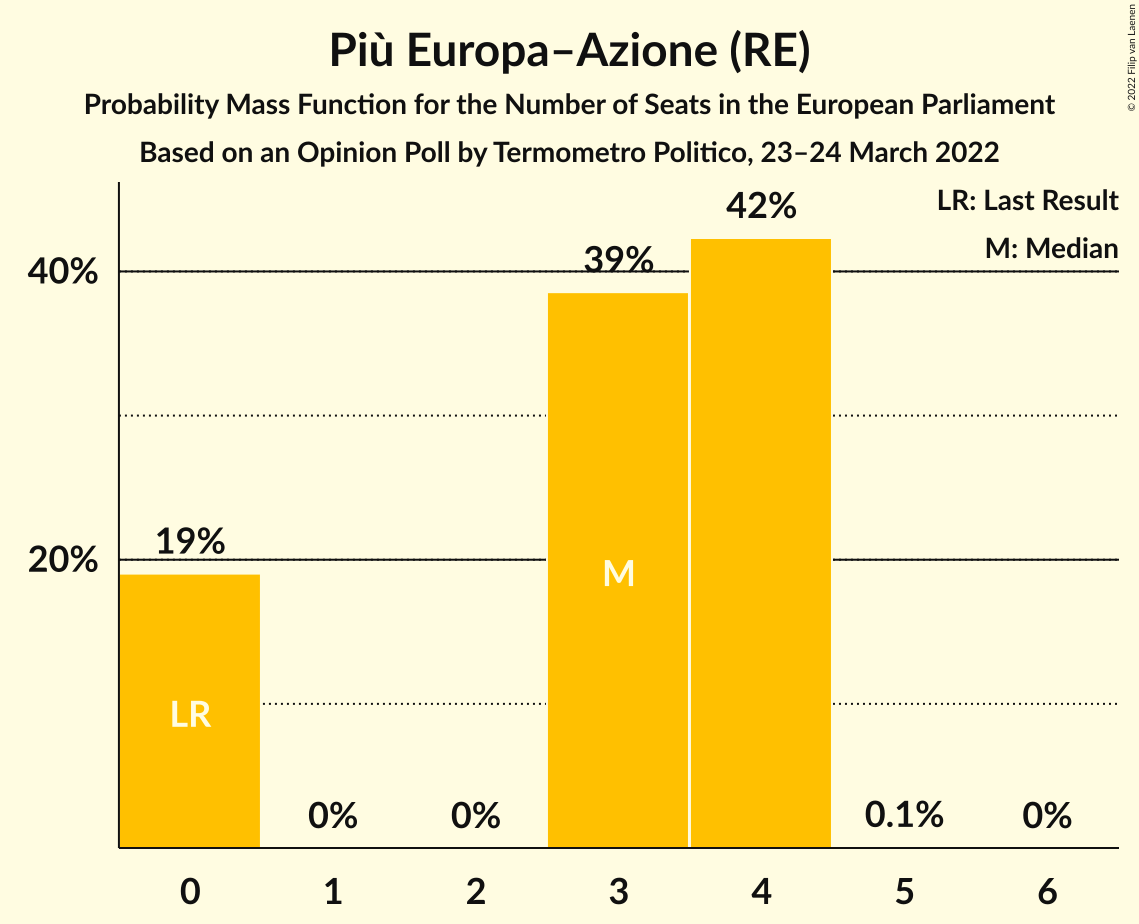 Più Europa–Azione (RE)
Probability Mass Function for the Number of Seats in the European Parliament
Based on an Opinion Poll by Termometro Politico, 23–24 March 2022
© 2022 Filip van Laenen
LR: Last Result
M: Median
42%
39%
40%
19%
20%
M
LR
0%
0%
0.1%
0%
0
1
2
3
4
5
6